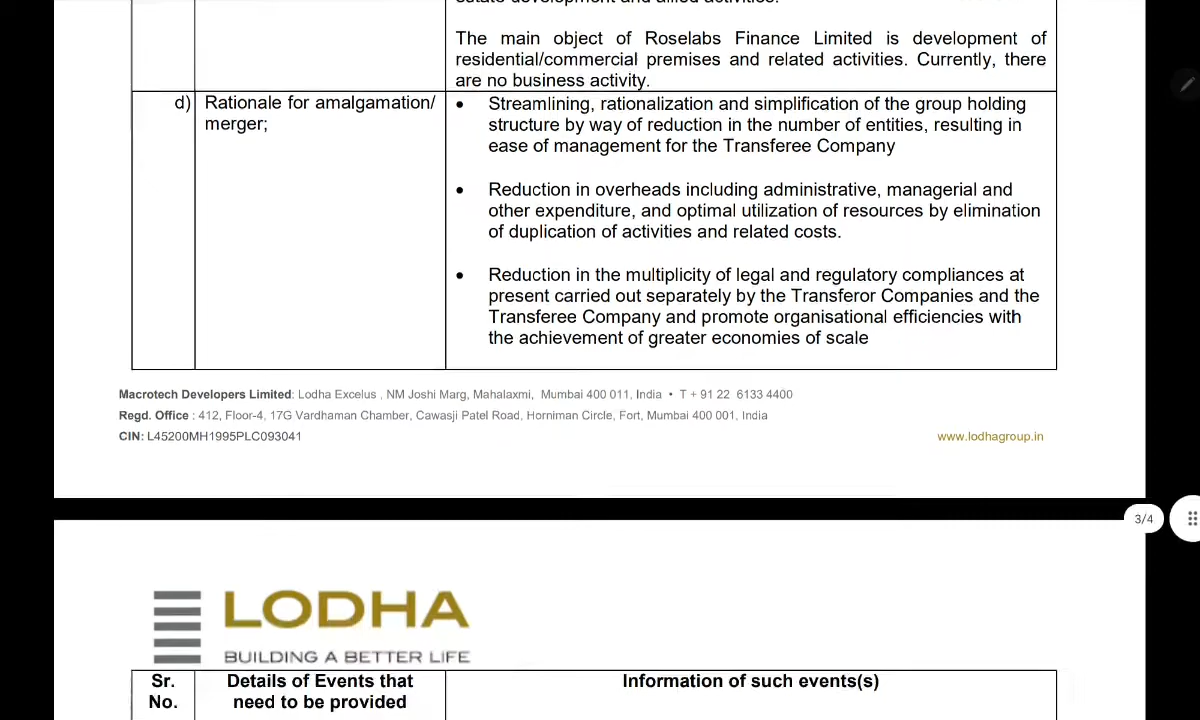 estate development and allied activities.
The main object of Roselabs Finance Limited is development of
residential/commercial premises and related activities. Currently, there
are no business activity.
d) Rationale for amalgamation/
merger;
• Streamlining, rationalization and simplification of the group holding
structure by way of reduction in the number of entities, resulting in
ease of management for the Transferee Company
• Reduction in overheads including administrative, managerial and
other expenditure, and optimal utilization of resources by elimination
of duplication of activities and related costs.
• Reduction in the multiplicity of legal and regulatory compliances at
present carried out separately by the Transferor Companies and the
Transferee Company and promote organisational efficiencies with
the achievement of greater economies of scale
Macrotech Developers Limited: Lodha Excelus , NM Joshi Marg, Mahalaxmi, Mumbai 400 011, India • T + 91 22 6133 4400
Regd. Office : 412, Floor-4, 17G Vardhaman Chamber, Cawasji Patel Road, Horniman Circle, Fort, Mumbai 400 001, India
CIN: L45200MH1995PLC093041
www.lodhagroup.in
3/4
LODHA
BUILDING A BETTER LIFE
Sr.
No.
Details of Events that
need to be provided
Information of such events(s)